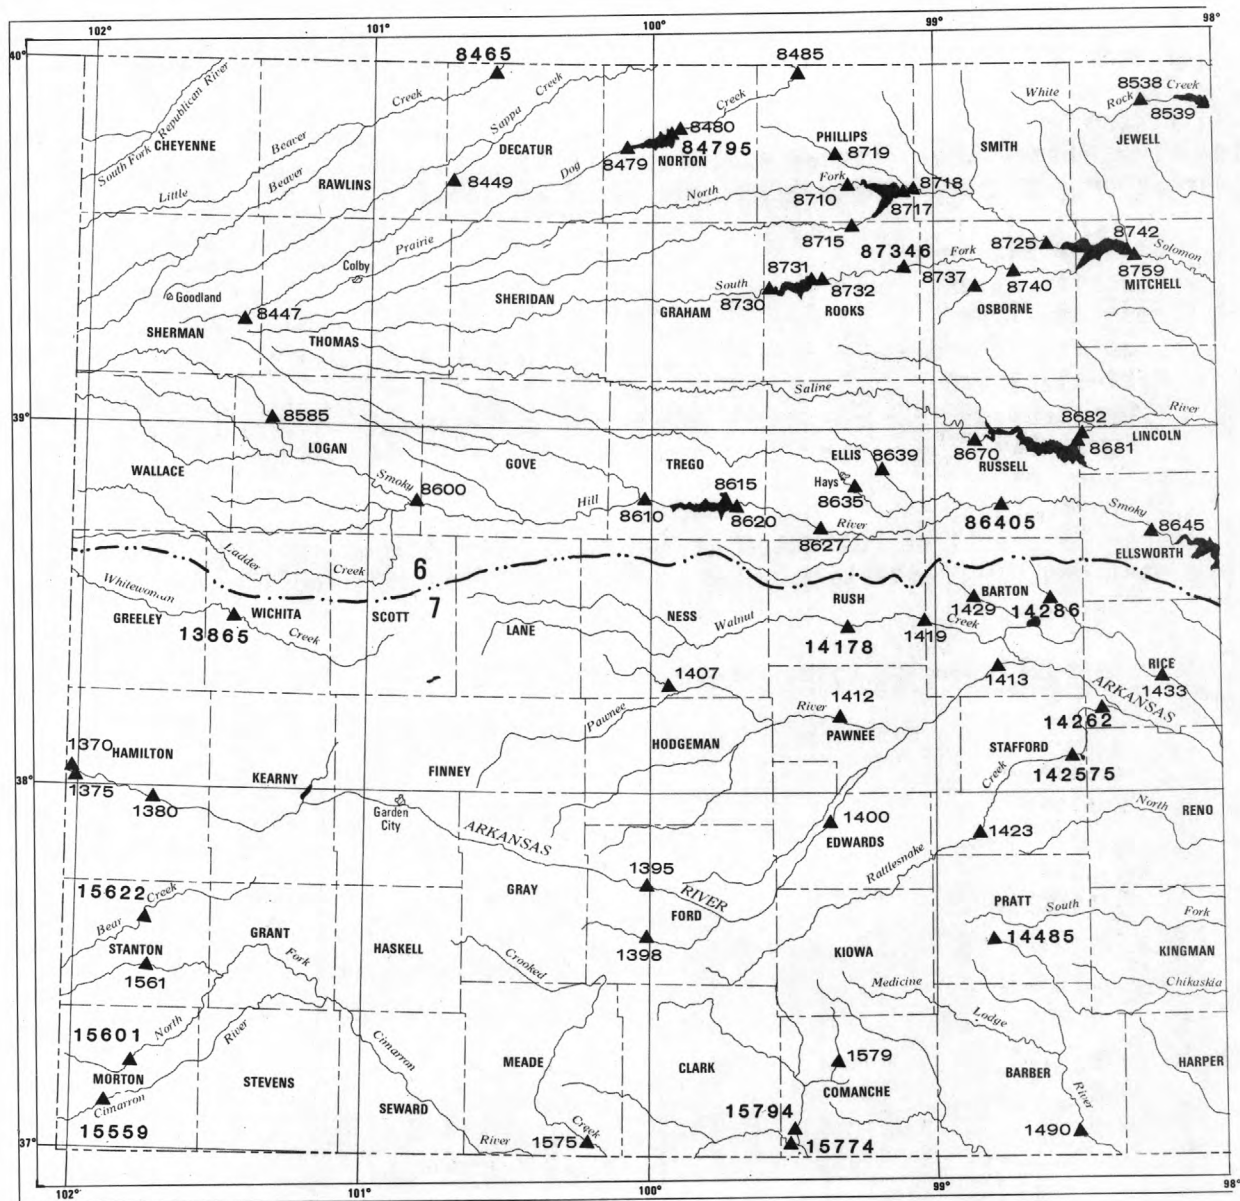 102° 101° 100° 99° 98°
40°
8465 8485
South Fork Republican River
CHEYENNE
Little Beaver Creek
Beaver
RAWLINS
Sappa Creek
DECATUR
8449
Prairie Dog Creek
8480
84795
8479
NORTON
PHILLIPS
8719
SMITH
White Rock Creek
8538
8539
JEWELL
North Fork
8710
8718
8717
8715
87346
8725
8742
8759
Solomon
MITCHELL
Colby
Goodland
8447
SHERMAN
THOMAS
SHERIDAN
GRAHAM
South Fork
8731
8730
8732
ROOKS
8737
8740
OSBORNE
39°
8585
LOGAN
WALLACE
Saline River
8682
LINCOLN
8681
8670
RUSSELL
ELLIS
8639
Hays
8635
TREGO
GOVE
Smoky Hill River
8600
8610
8615
8620
8627
86405
Smoky
8645
ELLSWORTH
Ladder Creek
6
7
Whitewoman Creek
GREELEY
WICHITA
13865
SCOTT
LANE
NESS
RUSH
Walnut Creek
14178
1419
1429
BARTON
14286
RICE
1433
1413
ARKANSAS
14262
1407
1412
Pawnee River
PAWNEE
HODGEMAN
STAFFORD
142575
38°
1370
HAMILTON
1375
1380
KEARNY
FINNEY
Garden City
ARKANSAS RIVER
1400
EDWARDS
Rattlesnake Creek
1423
North
RENO
1395
GRAY
FORD
1398
15622
Bear Creek
STANTON
1561
GRANT
HASKELL
KIOWA
PRATT
South Fork
14485
KINGMAN
Chikaskia
North Fork
Cimarron River
Crooked Creek
Medicine Lodge River
15601
MORTON
Cimarron River
15559
STEVENS
SEWARD
MEADE
1575
CLARK
1579
COMANCHE
15794
15774
BARBER
1490
HARPER
37°
102° 101° 100° 99° 98°